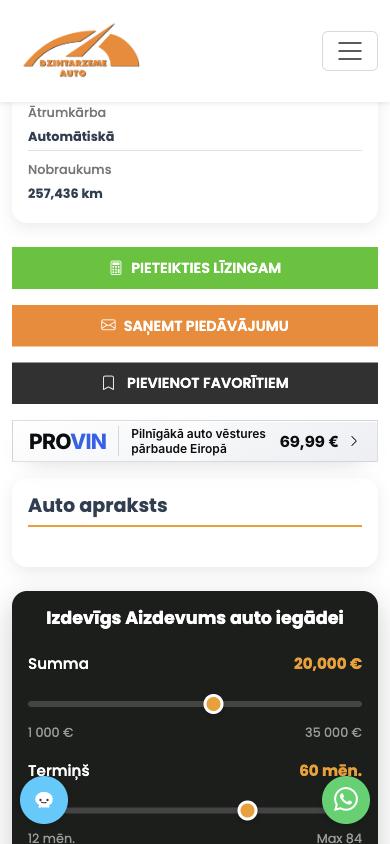 DZINTARZEME
AUTO
Ātrumkārba
Automātiskā
Nobraukums
257,436 km
PIETEIKTIES LĪZINGAM
SAŅEMT PIEDĀVĀJUMU
PIEVIENOT FAVORĪTIEM
PROVIN
Pilnīgākā auto vēstures
pārbaude Eiropā
69,99 €
Auto apraksts
Izdevīgs Aizdevums auto iegādei
Summa 20,000 €
1 000 € 35 000 €
Termiņš 60 mēn.
12 mēn. Max 84